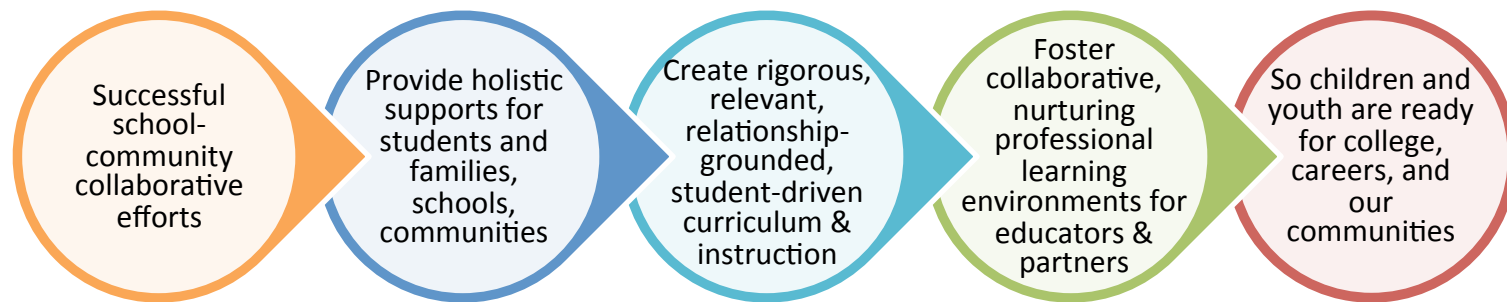 Successful
school-
community
collaborative
efforts
Provide holistic
supports for
students and
families,
schools,
communities
Create rigorous,
relevant,
relationship-
grounded,
student-driven
curriculum &
instruction
Foster
collaborative,
nurturing
professional
learning
environments for
educators &
partners
So children and
youth are ready
for college,
careers, and
our
communities